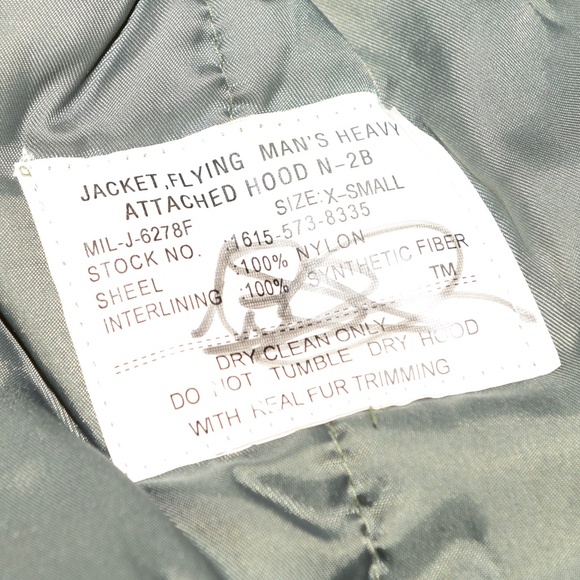 JACKET,FLYING MAN'S HEAVY
ATTACHED HOOD N-2B
MIL-J-6278F SIZE:X-SMALL
STOCK NO. :1615-573-8335
SHEEL :100% NYLON
INTERLINING :100% SYNTHETIC FIBER
TM
DRY CLEAN ONLY
DO NOT TUMBLE DRY HOOD
WITH REAL FUR TRIMMING